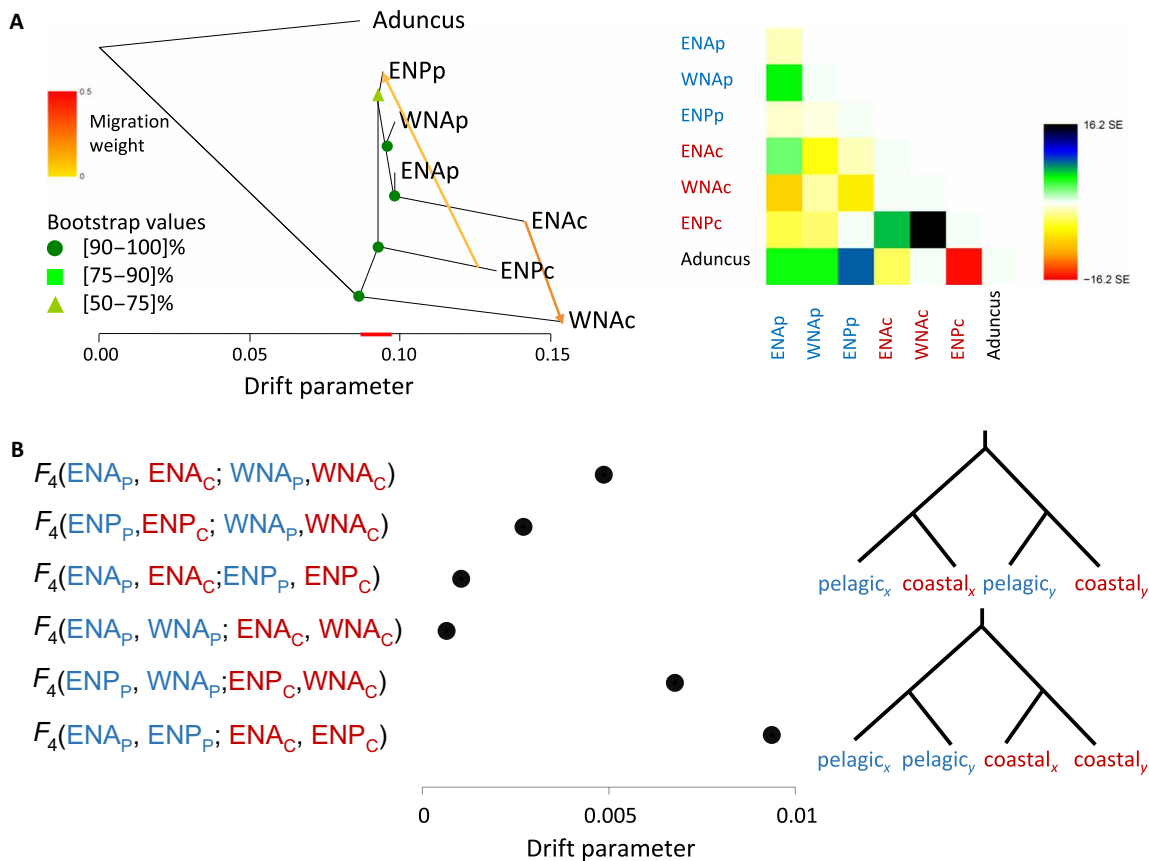 A
Aduncus
ENPp
WNAp
ENAp
ENAc
ENPc
WNAc
0.5
0
Migration
weight
Bootstrap values
[90–100]%
[75–90]%
[50–75]%
0.00
0.05
0.10
0.15
Drift parameter
ENAp
WNAp
ENPp
ENAc
WNAc
ENPc
Aduncus
ENAp
WNAp
ENPp
ENAc
WNAc
ENPc
Aduncus
16.2 SE
−16.2 SE
B
F4(ENAP, ENAC; WNAP,WNAC)
F4(ENPP,ENPC; WNAP,WNAC)
F4(ENAP, ENAC;ENPP, ENPC)
F4(ENAP, WNAP; ENAC, WNAC)
F4(ENPP, WNAP;ENPC,WNAC)
F4(ENAP, ENPP; ENAC, ENPC)
0
0.005
0.01
Drift parameter
pelagicx coastalx pelagicy coastaly
pelagicx pelagicy coastalx coastaly